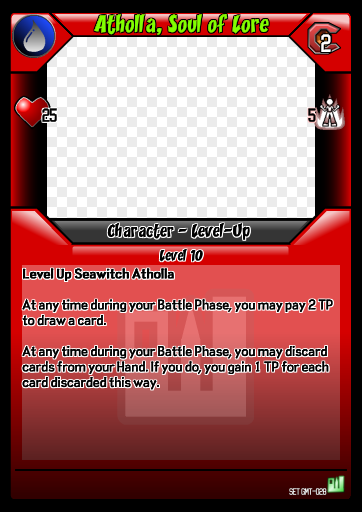 Atholla, Soul of Lore
2
25
5
Character - Level-Up
Level 10
Level Up Seawitch Atholla
At any time during your Battle Phase, you may pay 2 TP
to draw a card.
At any time during your Battle Phase, you may discard
cards from your Hand. If you do, you gain 1 TP for each
card discarded this way.
SET GMT-028